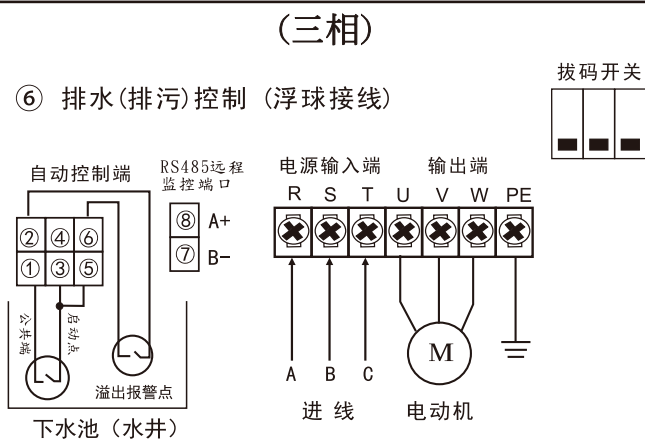 (三相)
拔码开关
⑥ 排水(排污)控制 (浮球接线)
自动控制端
RS485远程
监控端口
电源输入端
输出端
R S T U V W PE
② ④ ⑥
① ③ ⑤
⑧ A+
⑦ B-
公共端
启动点
溢出报警点
下水池（水井）
M
A B C
进 线
电动机